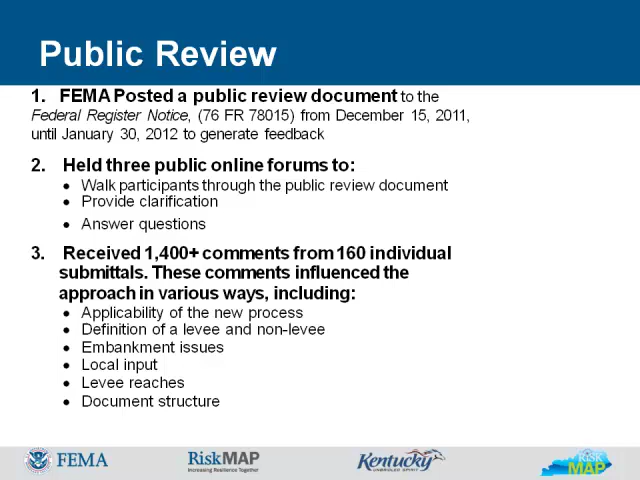 Public Review
1. FEMA Posted a public review document to the
Federal Register Notice, (76 FR 78015) from December 15, 2011,
until January 30, 2012 to generate feedback
2. Held three public online forums to:
• Walk participants through the public review document
• Provide clarification
• Answer questions
3. Received 1,400+ comments from 160 individual
submittals. These comments influenced the
approach in various ways, including:
• Applicability of the new process
• Definition of a levee and non-levee
• Embankment issues
• Local input
• Levee reaches
• Document structure
FEMA
RiskMAP
Increasing Resilience Together
Kentucky
UNBRIDLED SPIRIT
RISK
MAP